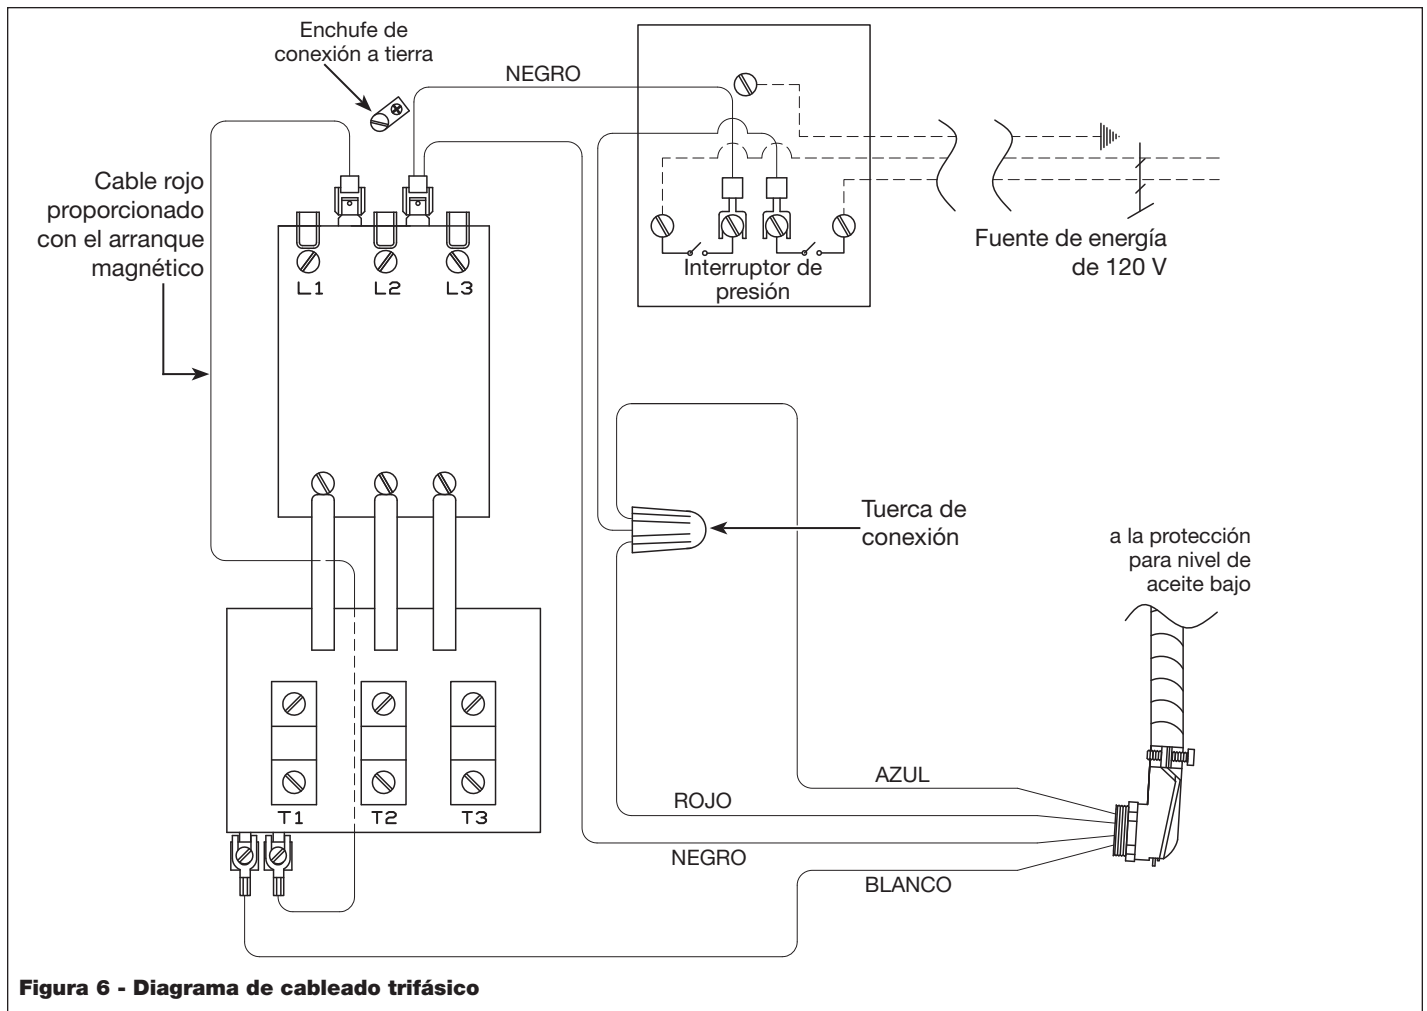 Enchufe de
conexión a tierra
NEGRO
Cable rojo
proporcionado
con el arranque
magnético
L1 L2 L3
Interruptor de
presión
Fuente de energía
de 120 V
Tuerca de
conexión
a la protección
para nivel de
aceite bajo
AZUL
ROJO
T1 T2 T3
NEGRO
BLANCO
Figura 6 - Diagrama de cableado trifásico